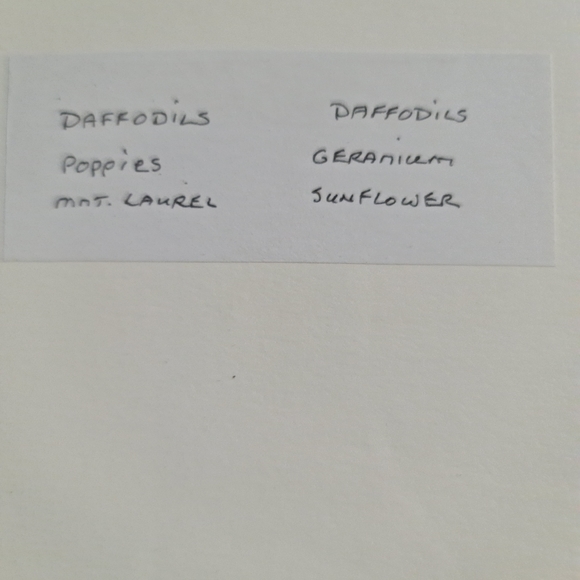 DAFFODILS DAFFODILS
POPPIES GERANIUM
MNT. LAUREL SUNFLOWER